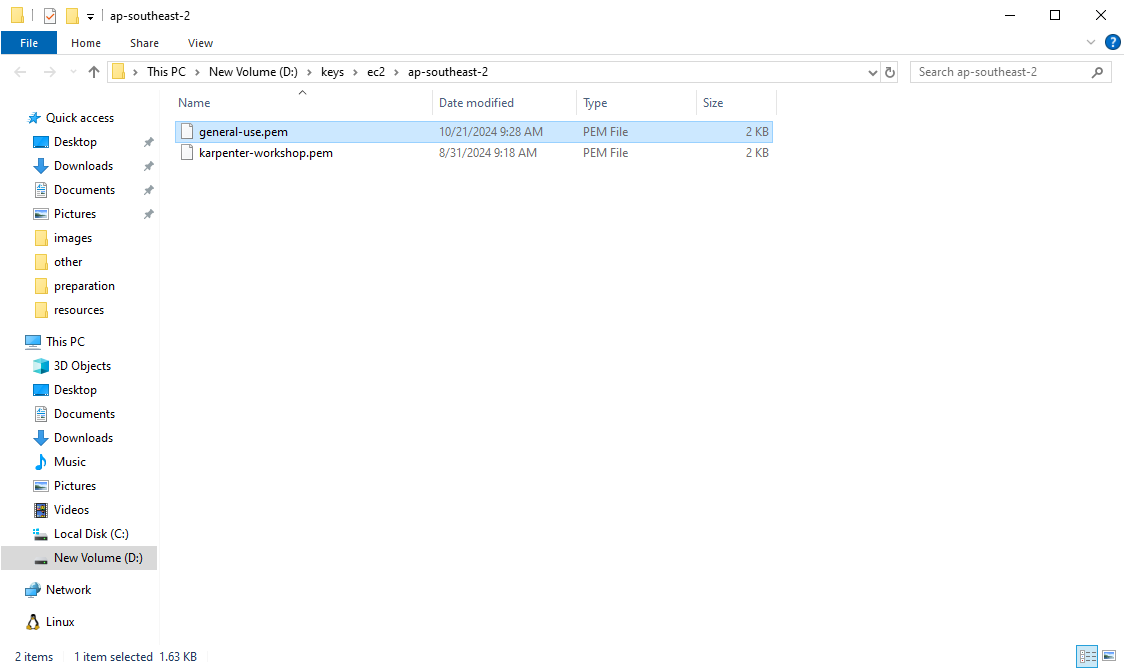 ap-southeast-2
File Home Share View
This PC New Volume (D:) keys ec2 ap-southeast-2 Search ap-southeast-2
Name Date modified Type Size
general-use.pem 10/21/2024 9:28 AM PEM File 2 KB
karpenter-workshop.pem 8/31/2024 9:18 AM PEM File 2 KB
Quick access
Desktop
Downloads
Documents
Pictures
images
other
preparation
resources
This PC
3D Objects
Desktop
Documents
Downloads
Music
Pictures
Videos
Local Disk (C:)
New Volume (D:)
Network
Linux
2 items 1 item selected 1.63 KB